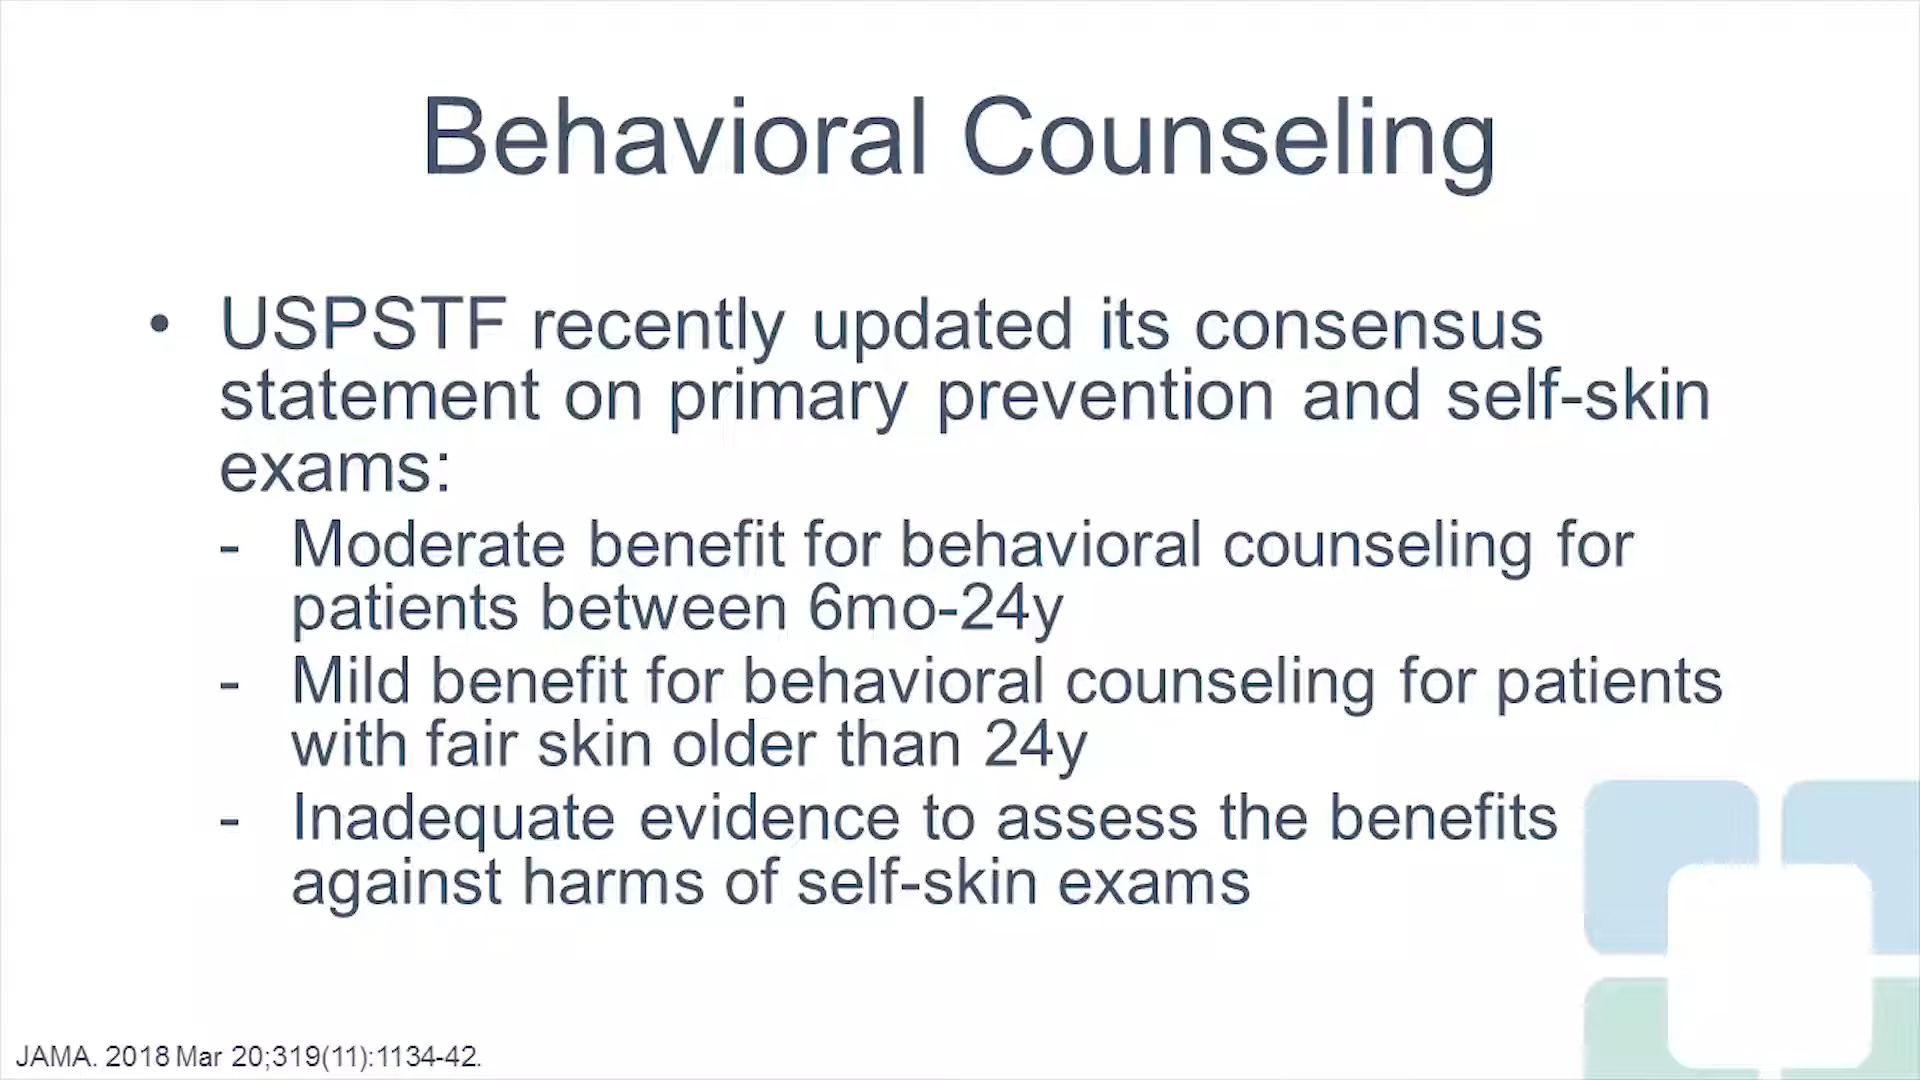 Behavioral Counseling
• USPSTF recently updated its consensus
statement on primary prevention and self-skin
exams:
- Moderate benefit for behavioral counseling for
patients between 6mo-24y
- Mild benefit for behavioral counseling for patients
with fair skin older than 24y
- Inadequate evidence to assess the benefits
against harms of self-skin exams
JAMA. 2018 Mar 20;319(11):1134-42.